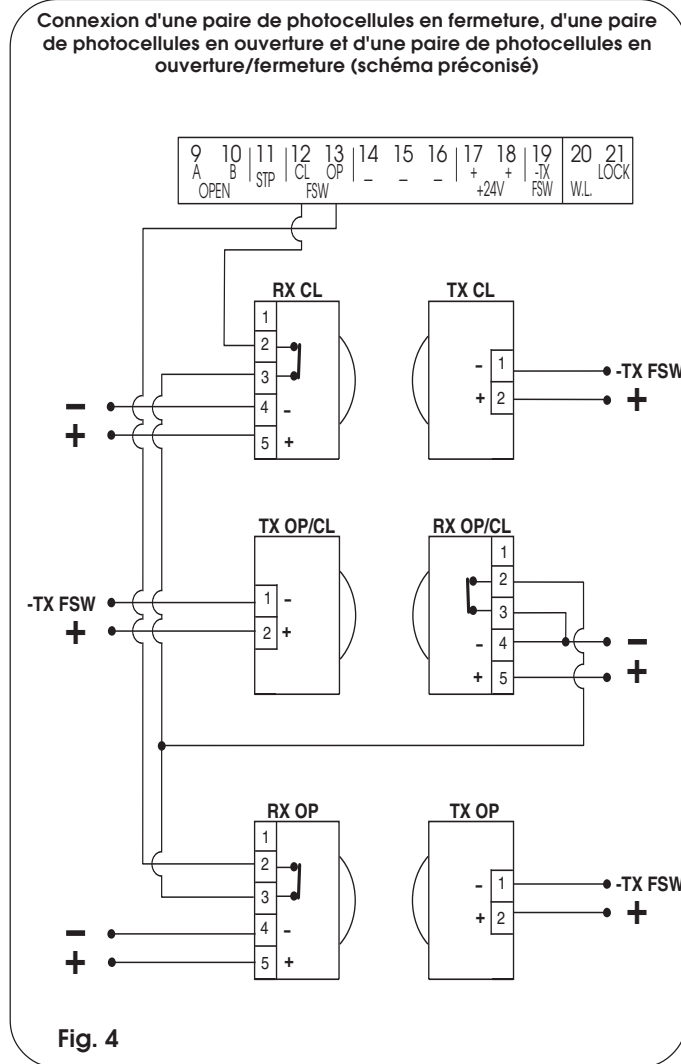 Connexion d'une paire de photocellules en fermeture, d'une paire
de photocellules en ouverture et d'une paire de photocellules en
ouverture/fermeture (schéma préconisé)
9 10 11 12 13 14 15 16 17 18 19 20 21
A B STP CL OP – – – + + -TX W.L. LOCK
OPEN FSW +24V FSW
RX CL TX CL
1
2
3
4 -
5 +
-
+
- 1 -TX FSW
+ 2 +
TX OP/CL RX OP/CL
-TX FSW 1 -
+ 2 +
1
2
3
- 4 -
+ 5 +
RX OP TX OP
1
2
3
- 4 -
+ 5 +
- 1 -TX FSW
+ 2 +
Fig. 4